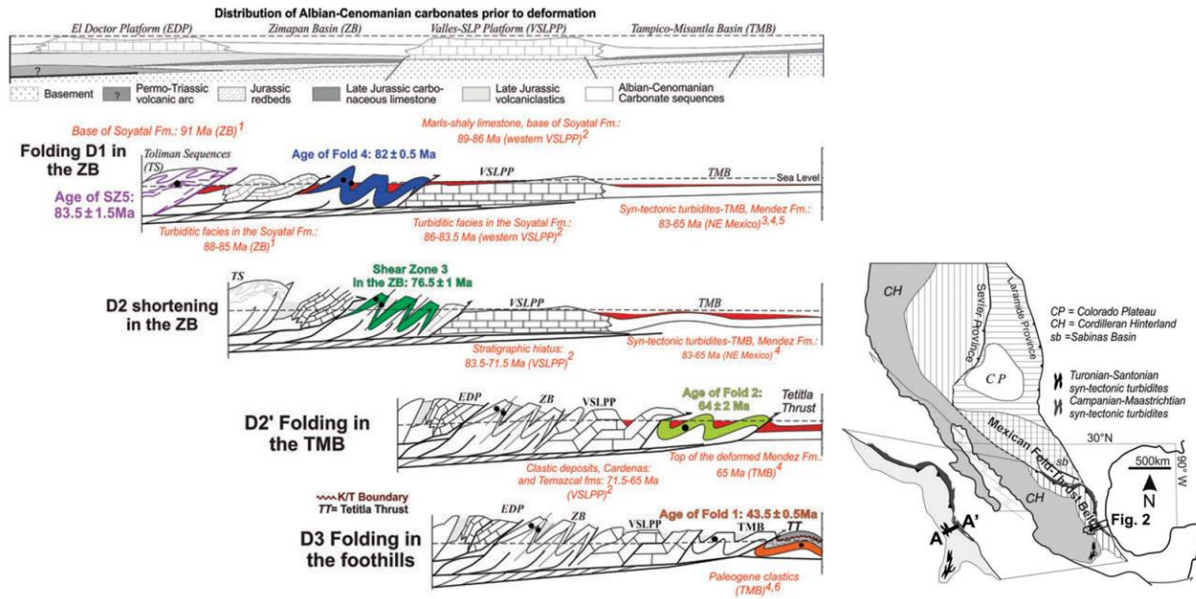 Distribution of Albian-Cenomanian carbonates prior to deformation
El Doctor Platform (EDP)
Zimapan Basin (ZB)
Valles-SLP Platform (VSLPP)
Tampico-Misantla Basin (TMB)
?
Basement
?
Permo-Triassic
volcanic arc
Jurassic
redbeds
Late Jurassic carbo-
naceous limestone
Late Jurassic
volcaniclastics
Albian-Cenomanian
Carbonate sequences
Base of Soyatal Fm.: 91 Ma (ZB)1
Marls-shaly limestone, base of Soyatal Fm.:
89-86 Ma (western VSLPP)2
Folding D1 in
the ZB
Toliman Sequences
(TS)
Age of Fold 4: 82 ± 0.5 Ma
VSLPP
TMB
Sea Level
Age of SZ5:
83.5 ± 1.5Ma
Turbiditic facies in the Soyatal Fm.:
88-85 Ma (ZB)1
Turbiditic facies in the Soyatal Fm.:
86-83.5 Ma (western VSLPP)2
Syn-tectonic turbidites-TMB, Mendez Fm.:
83-65 Ma (NE Mexico)3,4,5
D2 shortening
in the ZB
TS
Shear Zone 3
in the ZB: 76.5 ± 1 Ma
VSLPP
TMB
Stratigraphic hiatus:
83.5-71.5 Ma (VSLPP)2
Syn-tectonic turbidites-TMB, Mendez Fm.:
83-65 Ma (NE Mexico)4
D2' Folding in
the TMB
EDP
ZB
VSLPP
Age of Fold 2:
64 ± 2 Ma
Tetitla
Thrust
Clastic deposits, Cardenas:
and Temazcal fms: 71.5-65 Ma
(VSLPP)2
Top of the deformed Mendez Fm.:
65 Ma (TMB)4
K/T Boundary
TT= Tetitla Thrust
D3 Folding in
the foothills
EDP
ZB
VSLPP
Age of Fold 1: 43.5 ± 0.5Ma
TMB
TT
Paleogene clastics
(TMB)4,6
CH
Sevier Province
Laramide Province
C P
Mexican Fold-Thrust Belt
sb
CH
30°N
90° W
500km
N
A
A'
Fig. 2
CP = Colorado Plateau
CH = Cordilleran Hinterland
sb =Sabinas Basin
Turonian-Santonian
syn-tectonic turbidites
Campanian-Maastrichtian
syn-tectonic turbidites